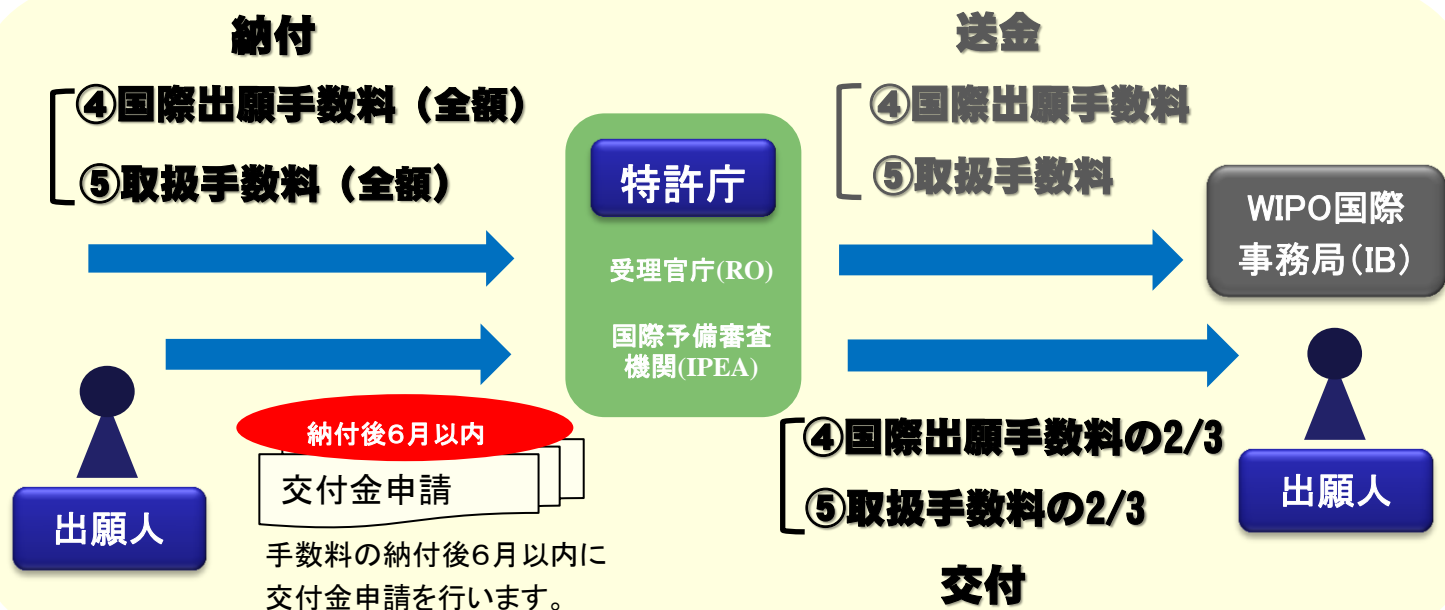 納付
④国際出願手数料（全額）
⑤取扱手数料（全額）
送金
④国際出願手数料
⑤取扱手数料
特許庁
受理官庁(RO)
国際予備審査
機関(IPEA)
WIPO国際
事務局(IB)
出願人
納付後6月以内
交付金申請
手数料の納付後6月以内に
交付金申請を行います。
④国際出願手数料の2/3
⑤取扱手数料の2/3
交付
出願人